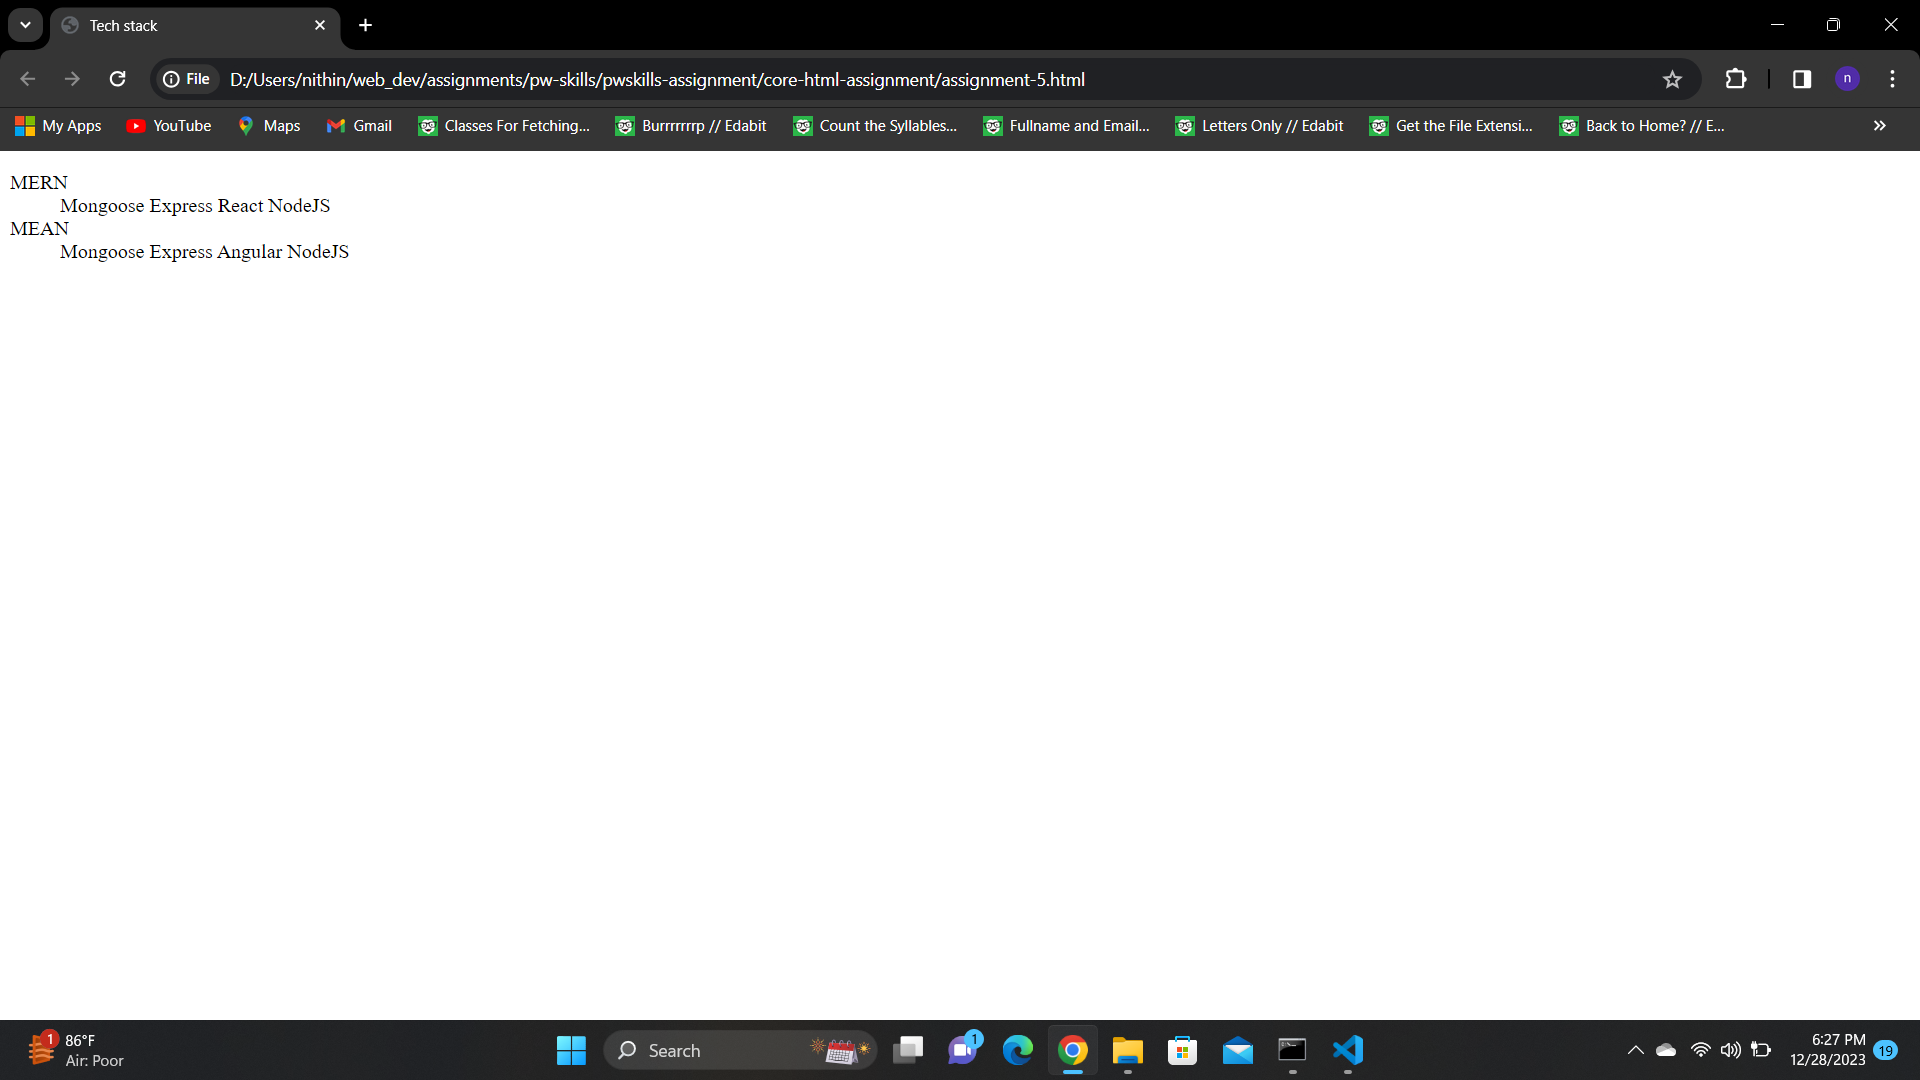 Tech stack
File D:/Users/nithin/web_dev/assignments/pw-skills/pwskills-assignment/core-html-assignment/assignment-5.html
n
My Apps YouTube Maps Gmail Classes For Fetching... Burrrrrrrp // Edabit Count the Syllables... Fullname and Email... Letters Only // Edabit Get the File Extensi... Back to Home? // E...
MERN
Mongoose Express React NodeJS
MEAN
Mongoose Express Angular NodeJS
1 86°F
Air: Poor
Search
1
6:27 PM
12/28/2023
19